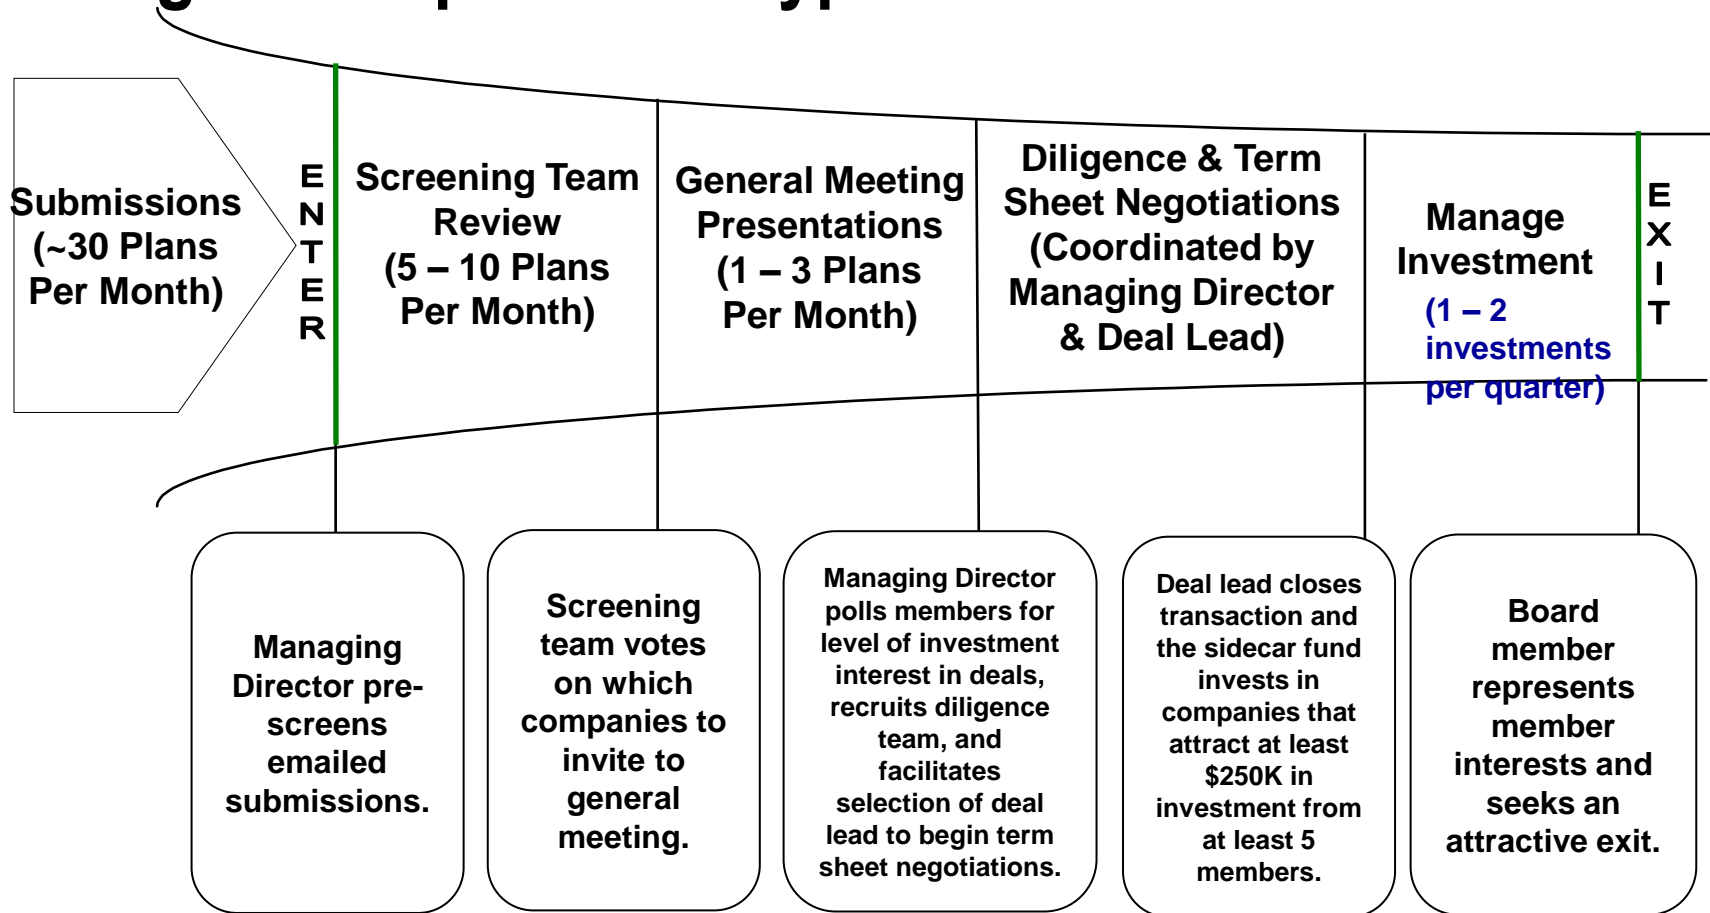 Submissions
(~30 Plans
Per Month)
E
N
T
E
R
Screening Team
Review
(5 – 10 Plans
Per Month)
General Meeting
Presentations
(1 – 3 Plans
Per Month)
Diligence & Term
Sheet Negotiations
(Coordinated by
Managing Director
& Deal Lead)
Manage
Investment
(1 – 2
investments
per quarter)
E
X
I
T
Managing
Director pre-
screens
emailed
submissions.
Screening
team votes
on which
companies to
invite to
general
meeting.
Managing Director
polls members for
level of investment
interest in deals,
recruits diligence
team, and
facilitates
selection of deal
lead to begin term
sheet negotiations.
Deal lead closes
transaction and
the sidecar fund
invests in
companies that
attract at least
$250K in
investment from
at least 5
members.
Board
member
represents
member
interests and
seeks an
attractive exit.